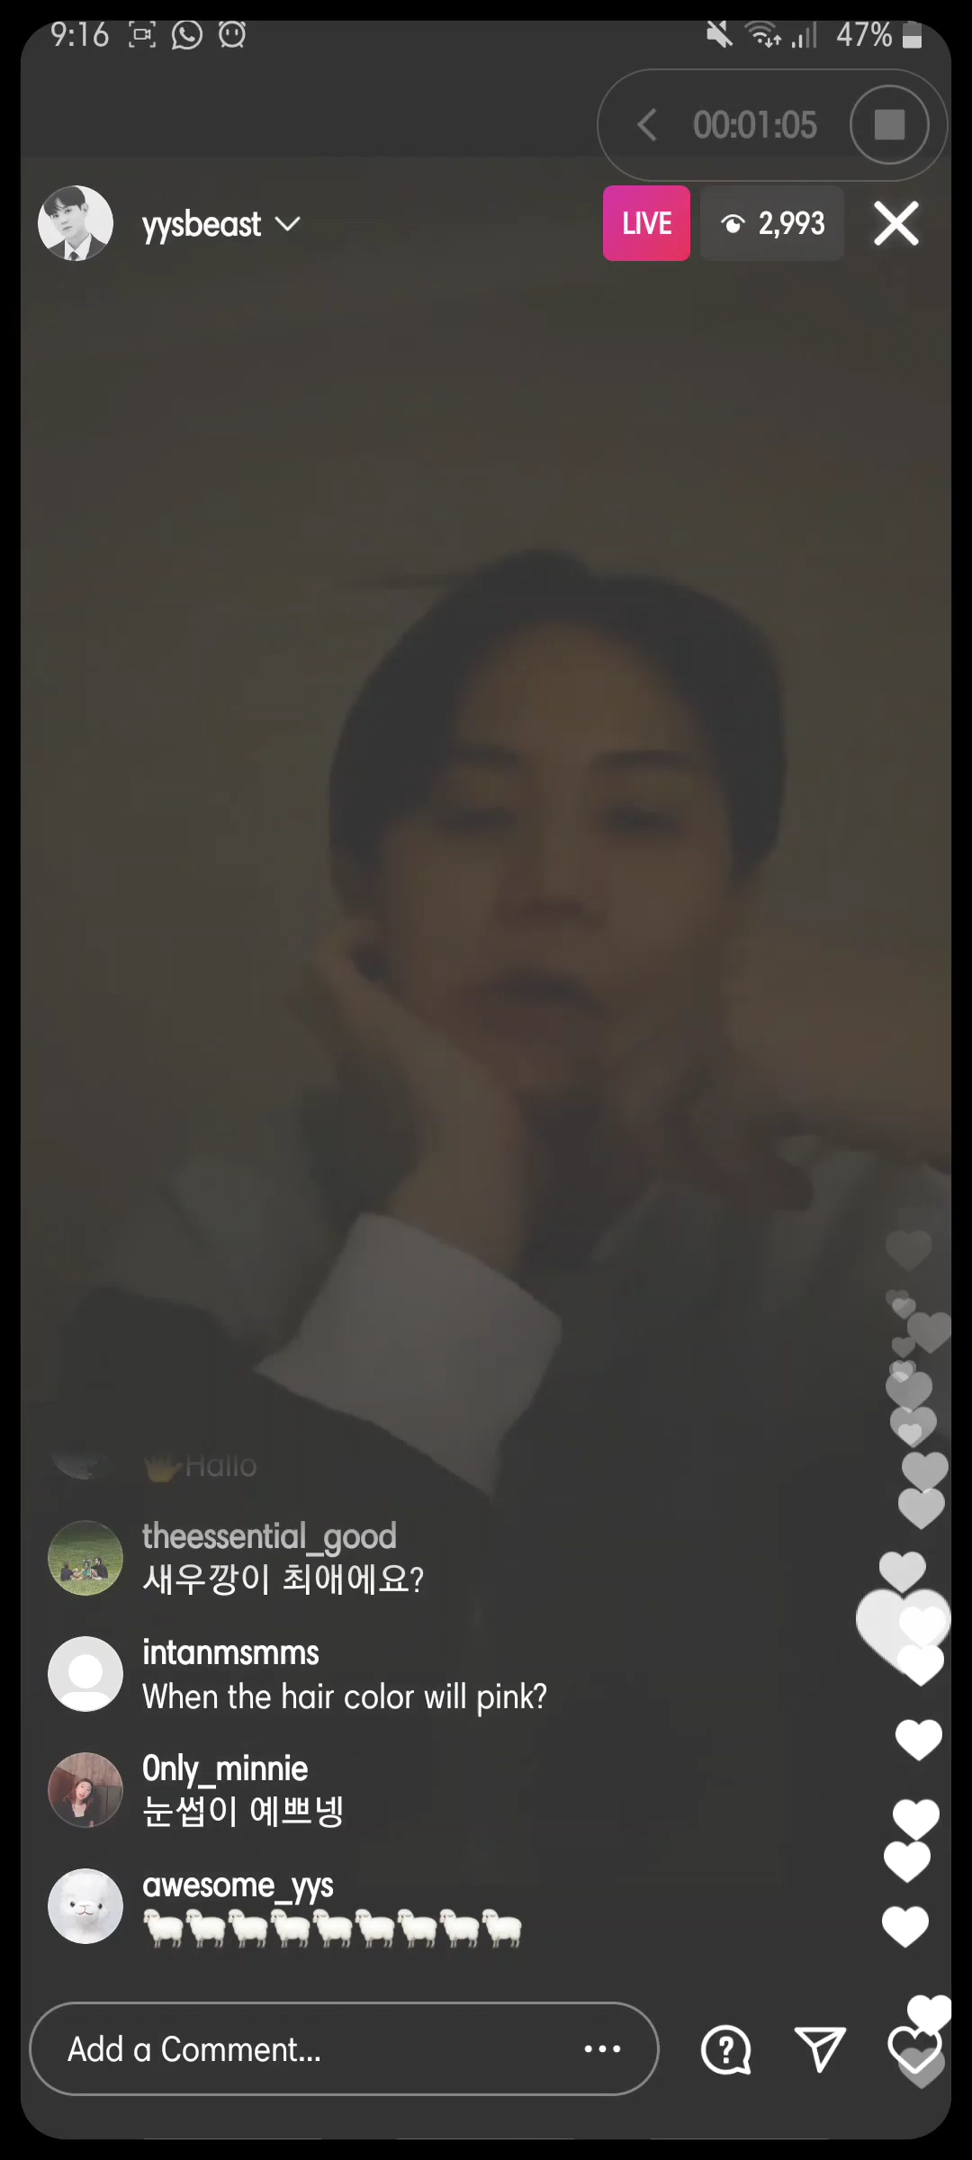 9:16
47%
00:01:05
yysbeast
LIVE
2,993
Hallo
theessential_good
새우깡이 최애에요?
intanmsmms
When the hair color will pink?
0nly_minnie
눈썹이 예쁘넹
awesome_yys
Add a Comment...